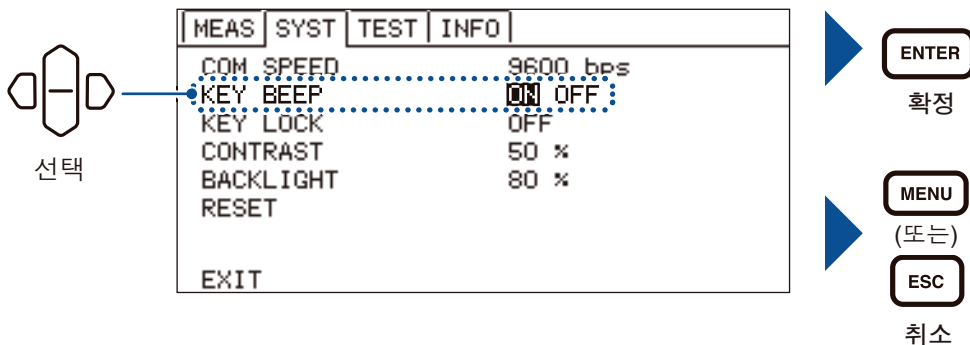 MEAS SYST TEST INFO
COM SPEED 9600 bps
KEY BEEP ON OFF
KEY LOCK OFF
CONTRAST 50 %
BACKLIGHT 80 %
RESET
EXIT
선택
ENTER
확정
MENU
(또는)
ESC
취소